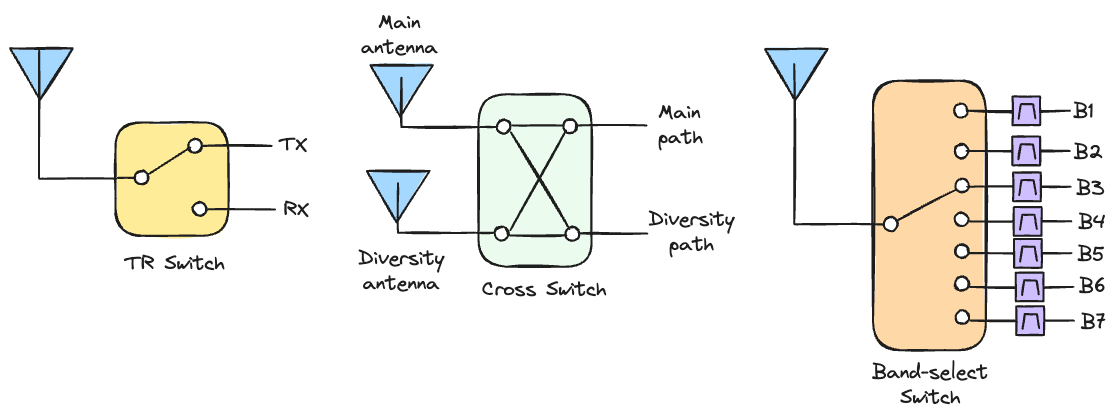 TX
RX
TR Switch
Main
antenna
Main
path
Diversity
path
Diversity
antenna
Cross Switch
B1
B2
B3
B4
B5
B6
B7
Band-select
Switch